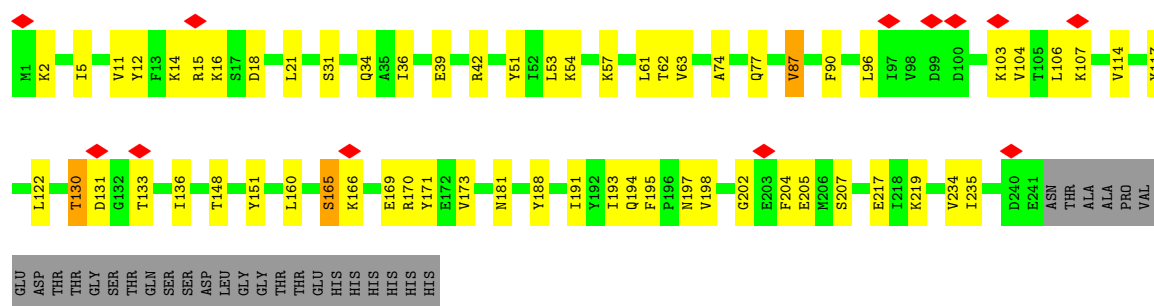 M1 K2 I5 V11 Y12 F13 K14 R15 K16 S17 D18 L21 S31 Q34 A35 I36 E39 R42 Y51 I52 L53 K54 K57 L61 T62 V63 A74 Q77 V87 F90 L96 I97 V98 D99 D100 K103 V104 T105 L106 K107 V114
L122 T130 D131 G132 T133 I136 T148 Y151 L160 S165 K166 E169 R170 Y171 E172 V173 N181 Y188 I191 Y192 I193 Q194 F195 P196 N197 V198 G202 E203 F204 E205 M206 S207 E217 I218 K219 V234 I235 D240 E241 ASN THR ALA ALA PRO VAL
GLU ASP THR THR GLY SER THR GLN SER SER ASP LEU GLY GLY THR THR GLU HIS HIS HIS HIS HIS HIS